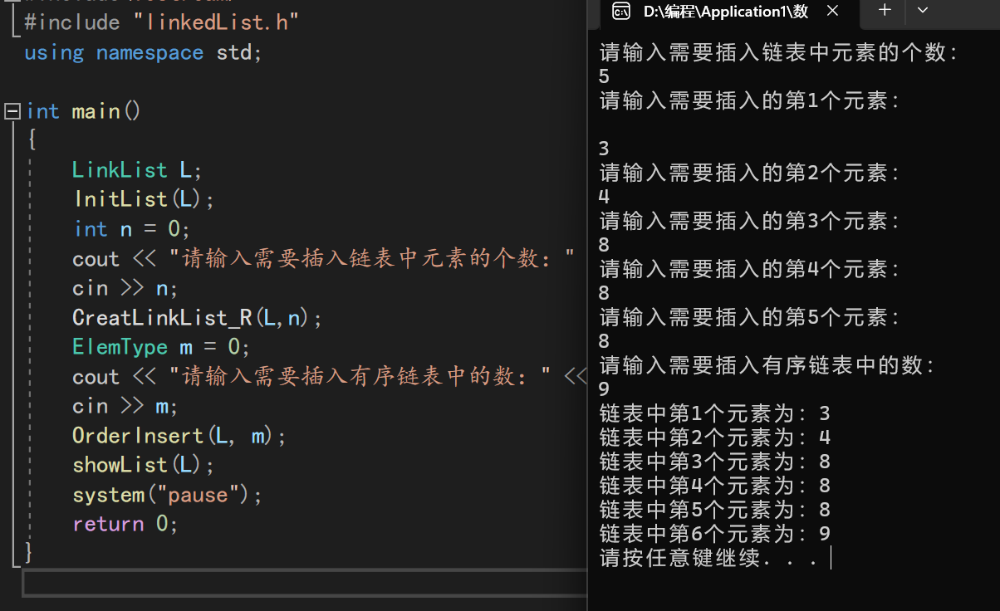 #include "linkedList.h"
using namespace std;
int main()
{
LinkList L;
InitList(L);
int n = 0;
cout << "请输入需要插入链表中元素的个数："
cin >> n;
CreatLinkList_R(L,n);
ElemType m = 0;
cout << "请输入需要插入有序链表中的数：" <<
cin >> m;
OrderInsert(L, m);
showList(L);
system("pause");
return 0;
}
D:\编程\Application1\数
请输入需要插入链表中元素的个数：
5
请输入需要插入的第1个元素：
3
请输入需要插入的第2个元素：
4
请输入需要插入的第3个元素：
8
请输入需要插入的第4个元素：
8
请输入需要插入的第5个元素：
8
请输入需要插入有序链表中的数：
9
链表中第1个元素为：3
链表中第2个元素为：4
链表中第3个元素为：8
链表中第4个元素为：8
链表中第5个元素为：8
链表中第6个元素为：9
请按任意键继续. . .